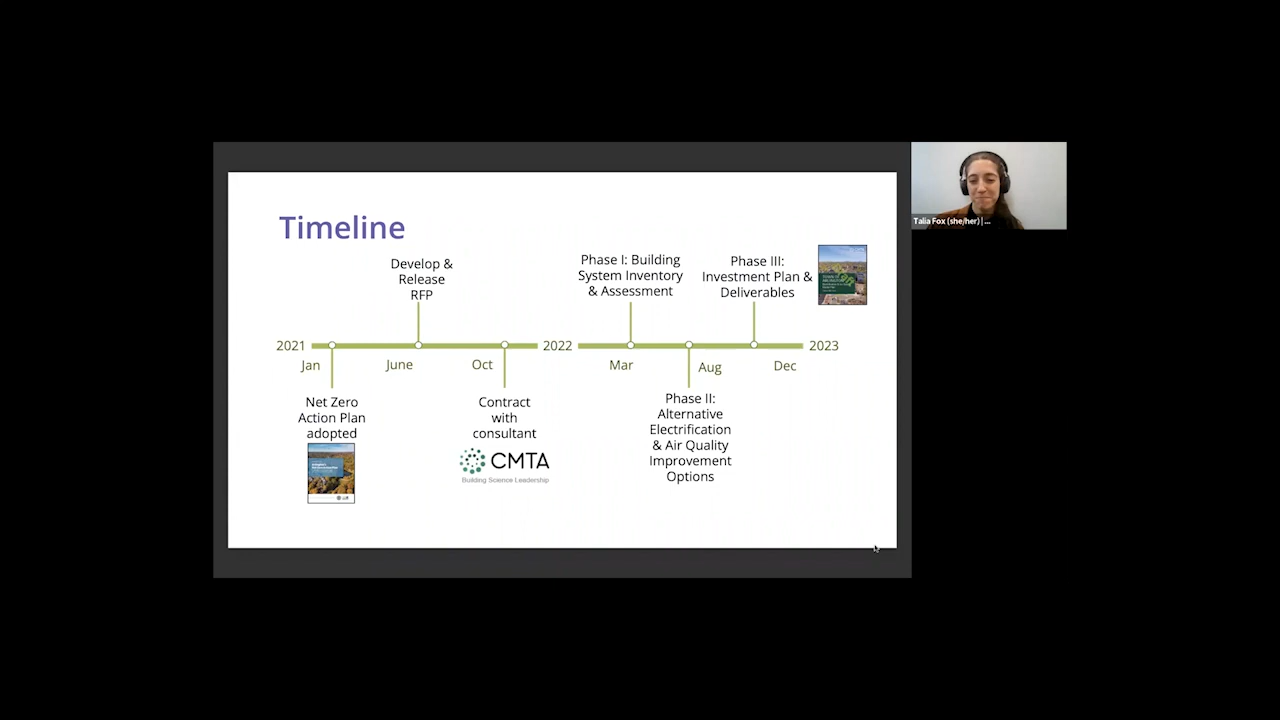 Timeline
Develop &
Release
RFP
Phase I: Building
System Inventory
& Assessment
Phase III:
Investment Plan &
Deliverables
2021
2022
2023
Jan
June
Oct
Mar
Aug
Dec
Net Zero
Action Plan
adopted
Contract
with
consultant
CMTA
Building Science Leadership
Phase II:
Alternative
Electrification
& Air Quality
Improvement
Options
Talia Fox (she/her) | ...